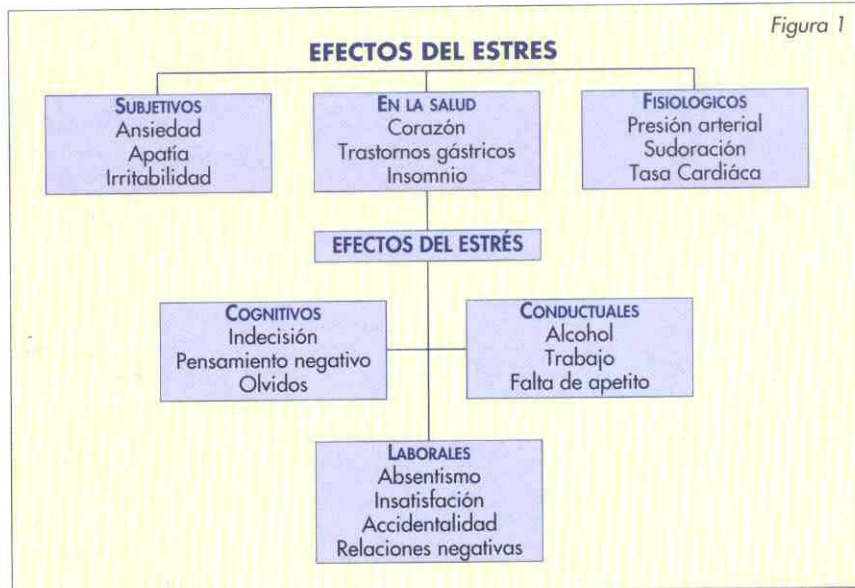 Figura 1
EFECTOS DEL ESTRES
SUBJETIVOS
Ansiedad
Apatía
Irritabilidad
EN LA SALUD
Corazón
Trastornos gástricos
Insomnio
FISIOLOGICOS
Presión arterial
Sudoración
Tasa Cardiáca
EFECTOS DEL ESTRÉS
COGNITIVOS
Indecisión
Pensamiento negativo
Olvidos
CONDUCTUALES
Alcohol
Trabajo
Falta de apetito
LABORALES
Absentismo
Insatisfacción
Accidentalidad
Relaciones negativas